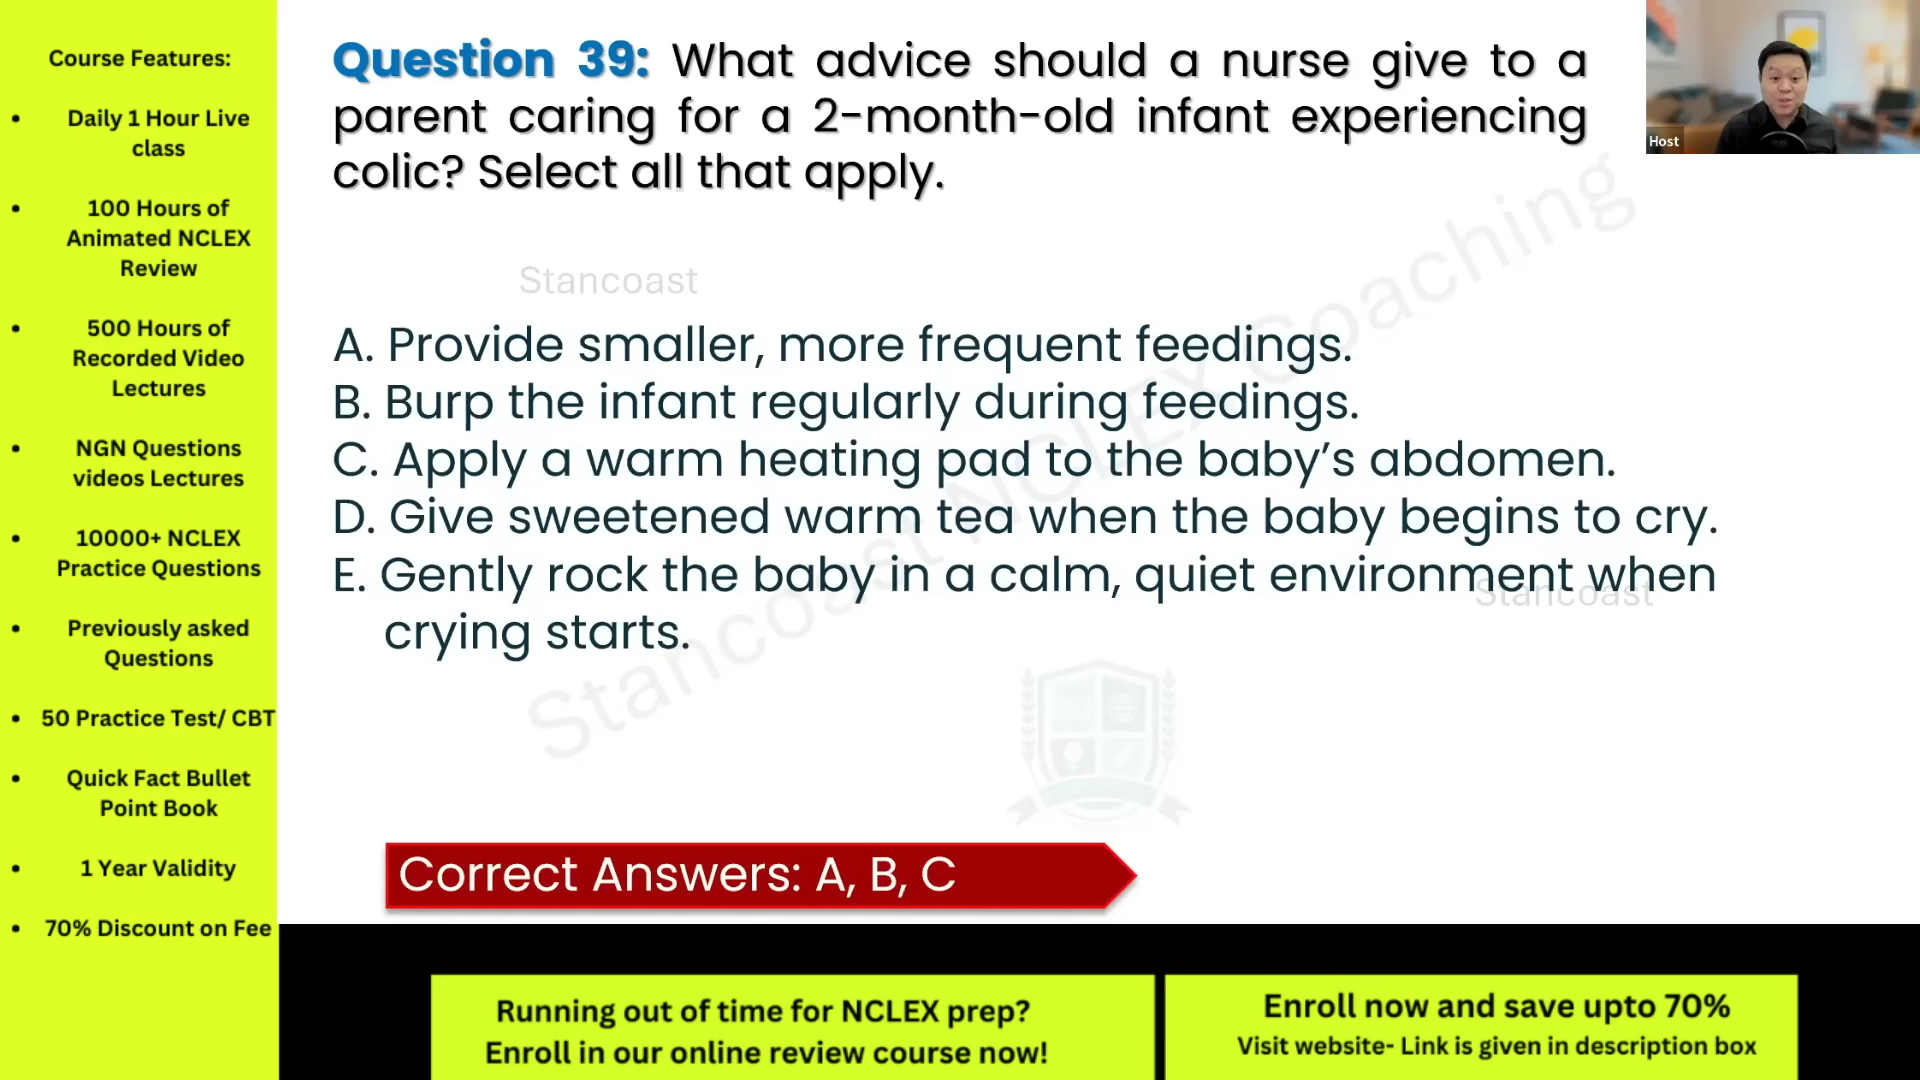 Course Features:
• Daily 1 Hour Live
class
• 100 Hours of
Animated NCLEX
Review
• 500 Hours of
Recorded Video
Lectures
• NGN Questions
videos Lectures
• 10000+ NCLEX
Practice Questions
• Previously asked
Questions
• 50 Practice Test/ CBT
• Quick Fact Bullet
Point Book
• 1 Year Validity
• 70% Discount on Fee
Question 39: What advice should a nurse give to a
parent caring for a 2-month-old infant experiencing
colic? Select all that apply.
Host
Stancoast
Stancoast NCLEX Coaching
A. Provide smaller, more frequent feedings.
B. Burp the infant regularly during feedings.
C. Apply a warm heating pad to the baby’s abdomen.
D. Give sweetened warm tea when the baby begins to cry.
E. Gently rock the baby in a calm, quiet environment when
crying starts.
Stancoast
Correct Answers: A, B, C
Running out of time for NCLEX prep?
Enroll in our online review course now!
Enroll now and save upto 70%
Visit website- Link is given in description box